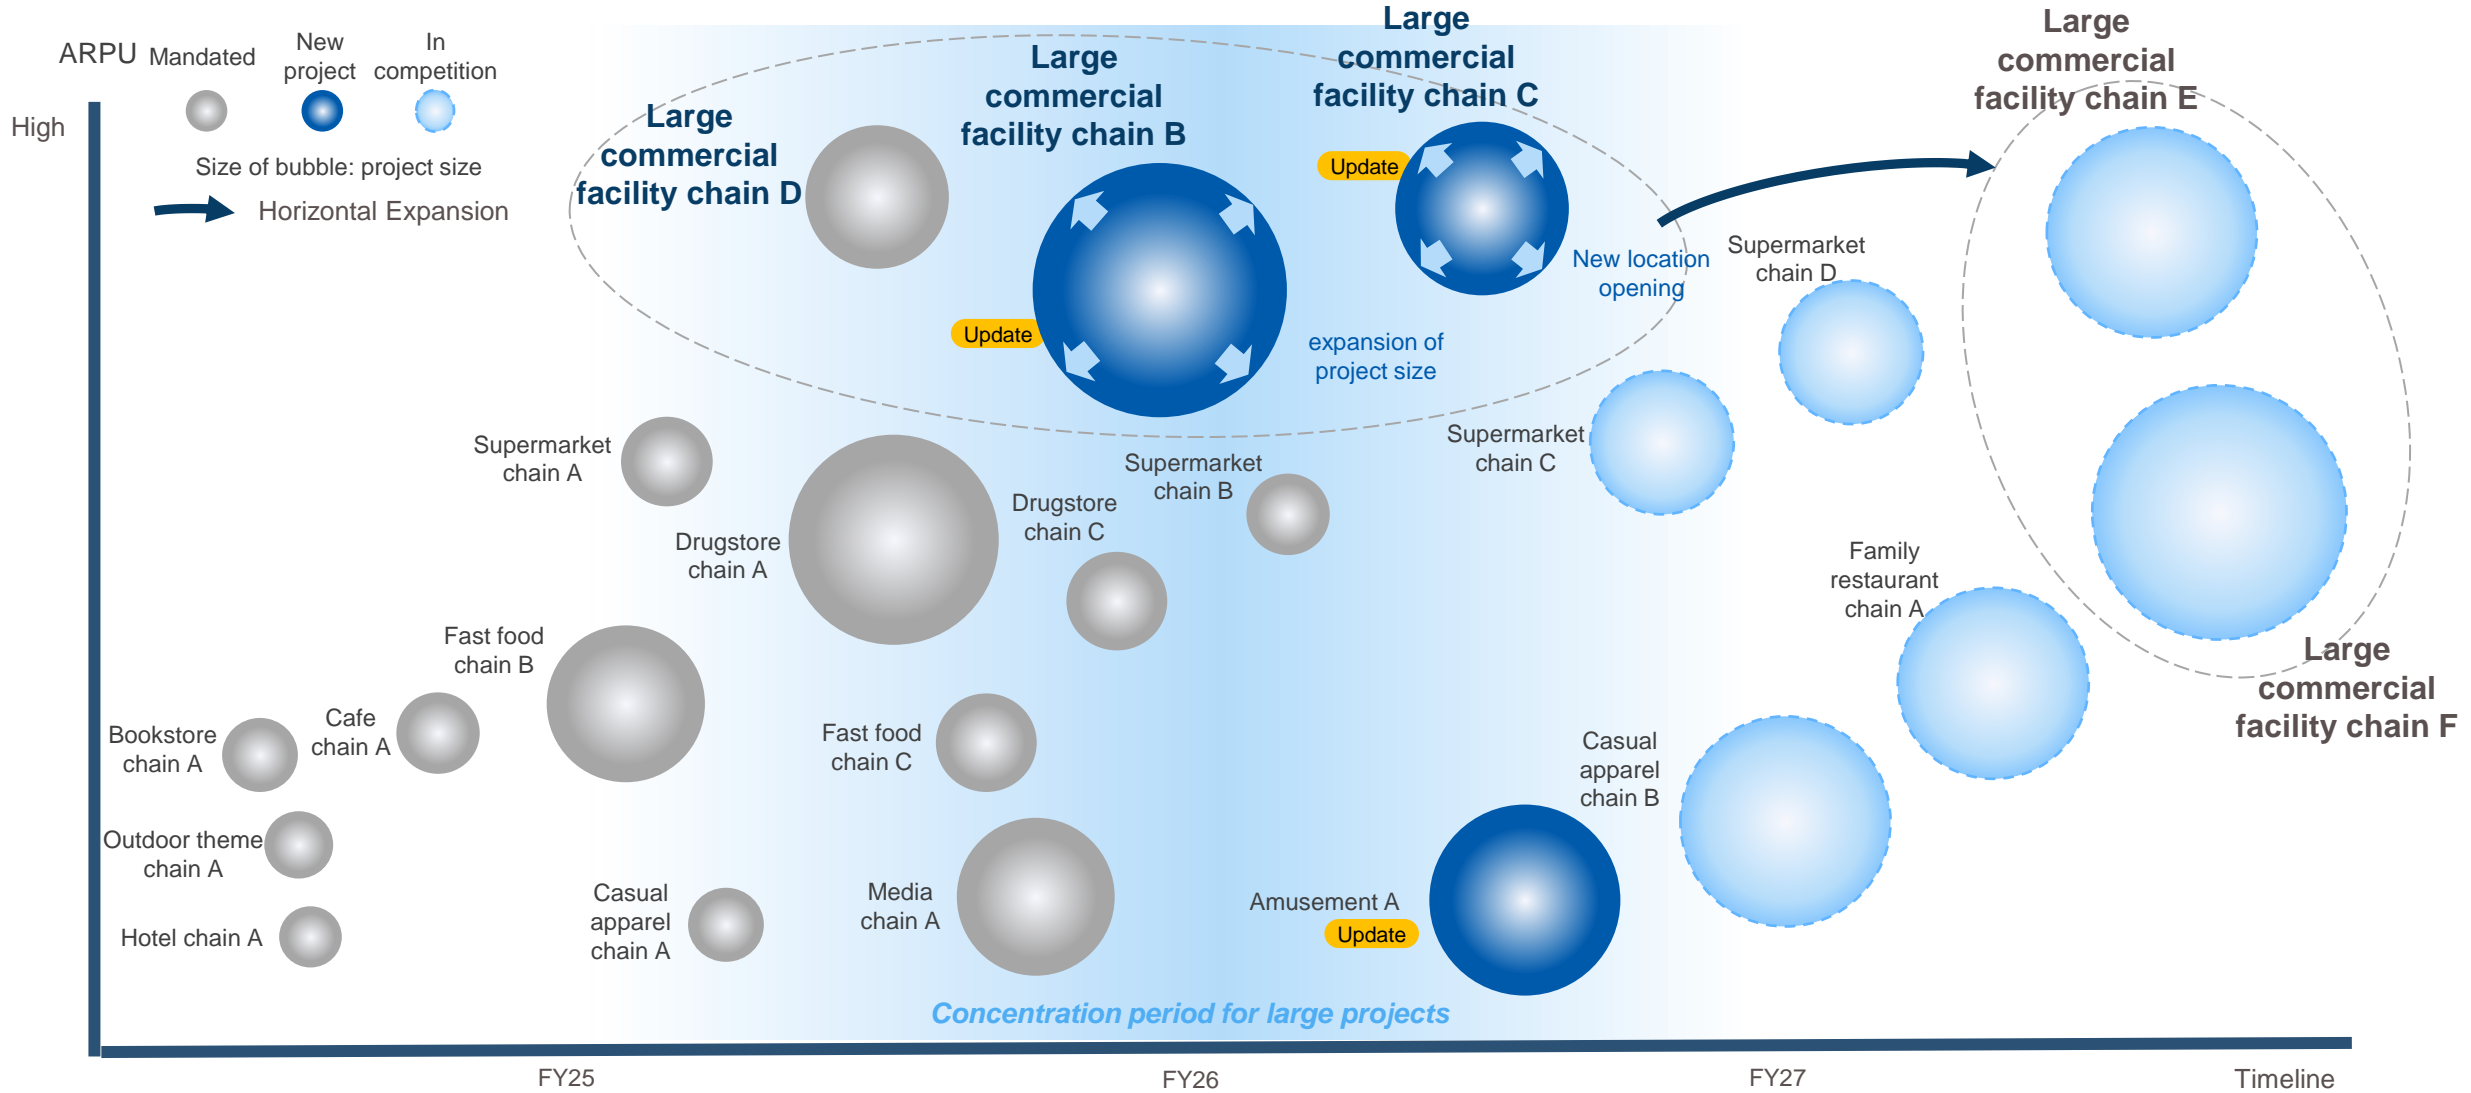 ARPU
High
Mandated
New
project
In
competition
Size of bubble: project size
Horizontal Expansion
Large
commercial
facility chain D
Large
commercial
facility chain B
Update
expansion of
project size
Large
commercial
facility chain C
Update
New location
opening
Large
commercial
facility chain E
Supermarket
chain D
Supermarket
chain A
Supermarket
chain B
Supermarket
chain C
Drugstore
chain A
Drugstore
chain C
Family
restaurant
chain A
Fast food
chain B
Large
commercial
facility chain F
Bookstore
chain A
Cafe
chain A
Fast food
chain C
Casual
apparel
chain B
Outdoor theme
chain A
Hotel chain A
Casual
apparel
chain A
Media
chain A
Amusement A
Update
Concentration period for large projects
FY25
FY26
FY27
Timeline